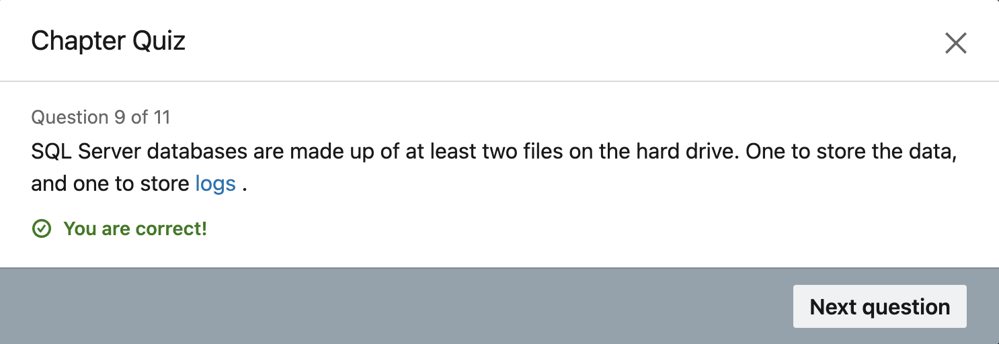 Chapter Quiz
Question 9 of 11
SQL Server databases are made up of at least two files on the hard drive. One to store the data,
and one to store logs .
You are correct!
Next question